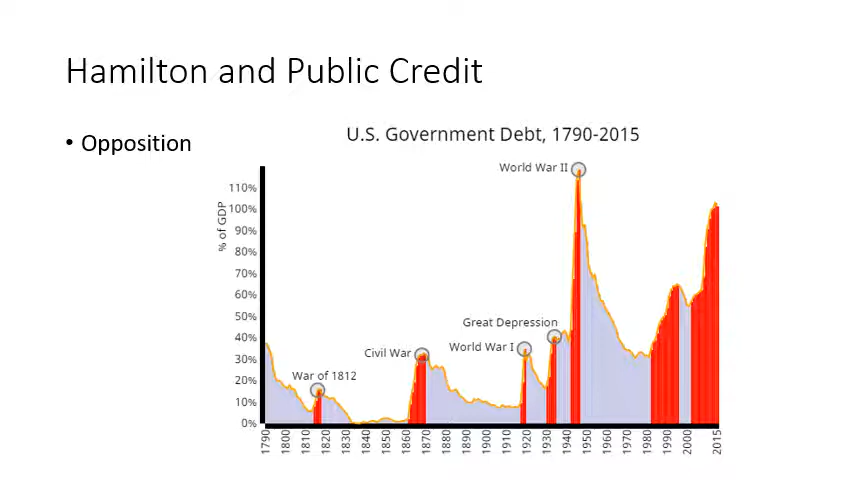 Hamilton and Public Credit
• Opposition
U.S. Government Debt, 1790-2015
% of GDP
110%
100%
90%
80%
70%
60%
50%
40%
30%
20%
10%
0%
World War II
Great Depression
World War I
Civil War
War of 1812
1790 1800 1810 1820 1830 1840 1850 1860 1870 1880 1890 1900 1910 1920 1930 1940 1950 1960 1970 1980 1990 2000 2015